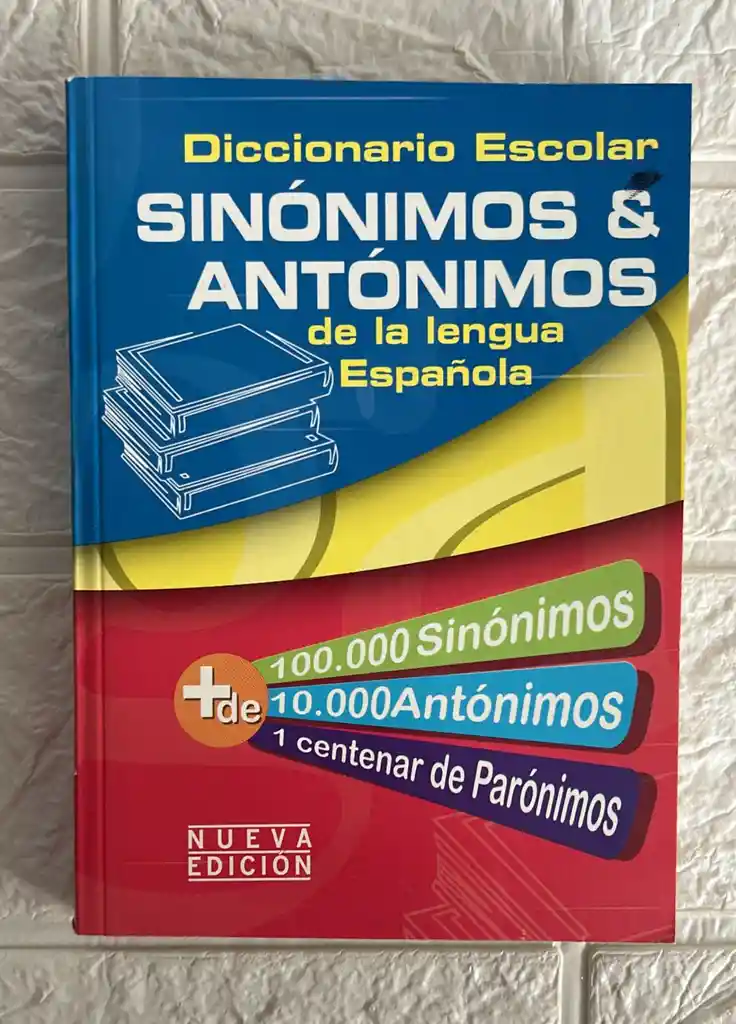 Diccionario Escolar
SINÓNIMOS &
ANTÓNIMOS
de la lengua
Española
+de
100.000 Sinónimos
10.000 Antónimos
1 centenar de Parónimos
NUEVA
EDICIÓN